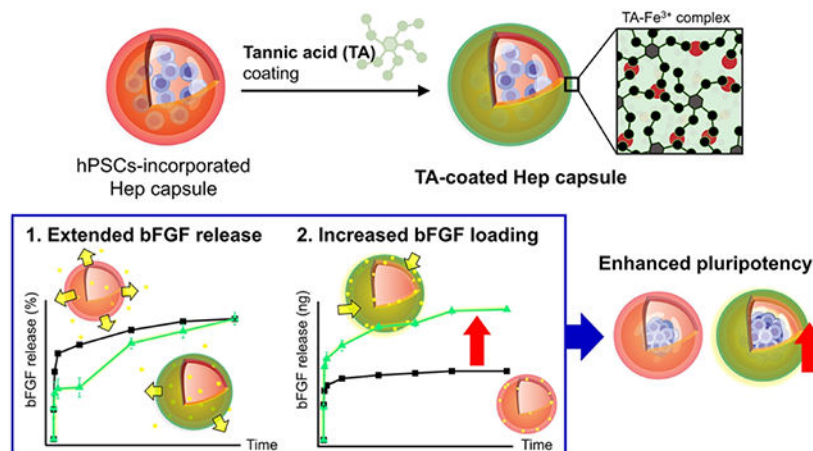 TA-Fe³⁺ complex
Tannic acid (TA)
coating
hPSCs-incorporated
Hep capsule
TA-coated Hep capsule
1. Extended bFGF release
bFGF release (%)
Time
2. Increased bFGF loading
bFGF release (ng)
Time
Enhanced pluripotency